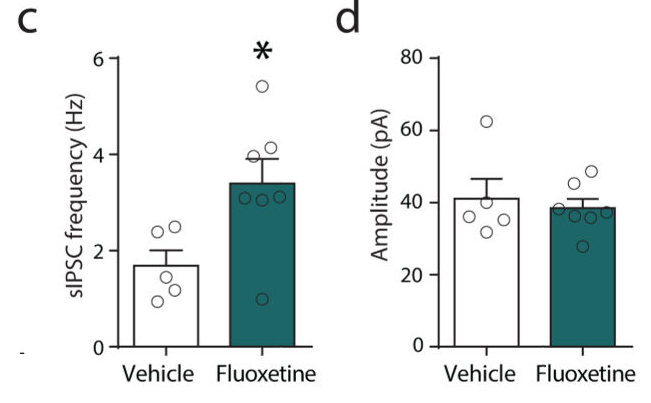 c
sIPSC frequency (Hz)
6
4
2
0
*
Vehicle Fluoxetine
d
Amplitude (pA)
80
60
40
20
0
Vehicle Fluoxetine